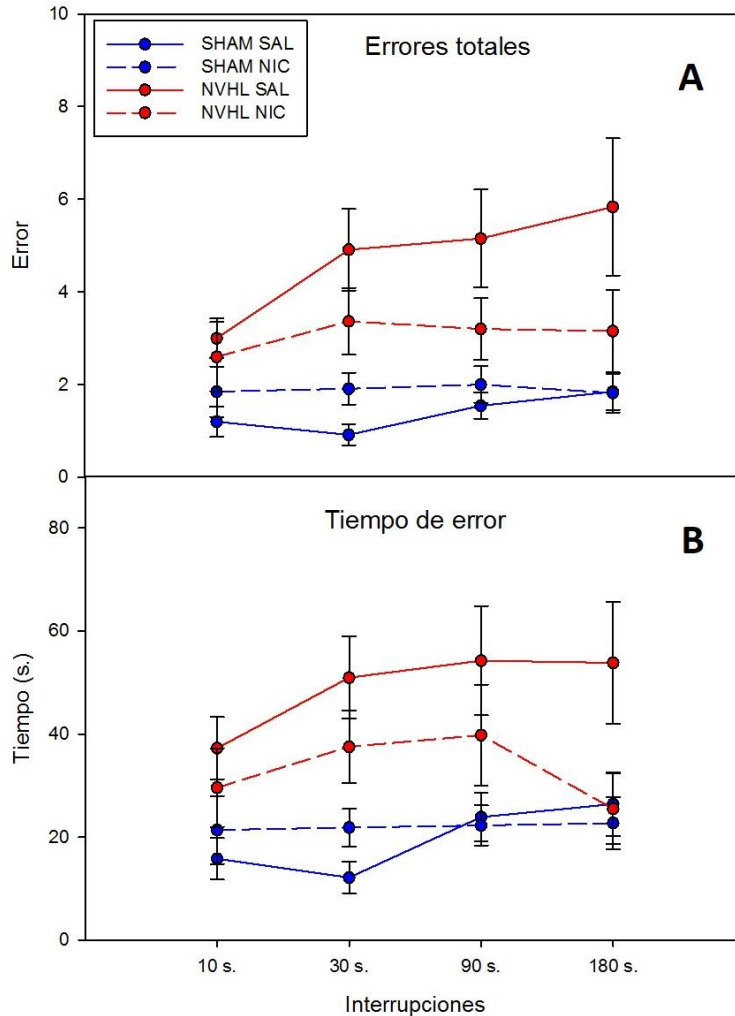 10
SHAM SAL
SHAM NIC
NVHL SAL
NVHL NIC
Errores totales
A
8
6
Error
4
2
0
80
Tiempo de error
B
60
Tiempo (s.)
40
20
0
10 s. 30 s. 90 s. 180 s.
Interrupciones